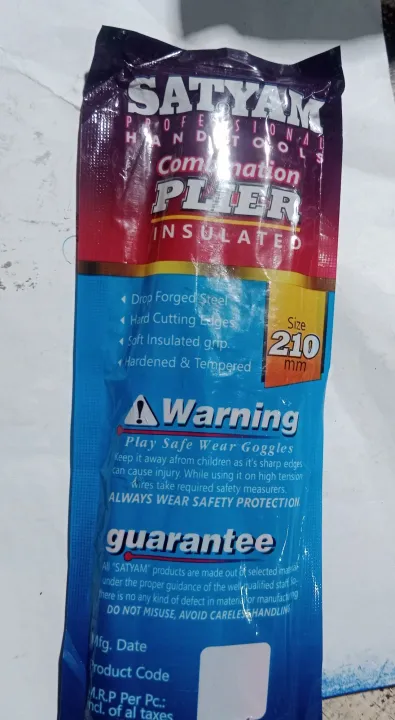 SATYAM
PROFESSIONAL
HAND TOOLS
Combination
PLIER
INSULATED
Drop Forged Steel
Hard Cutting Edges
Soft Insulated grip
Hardened & Tempered
Size
210
mm
Warning
Play Safe Wear Goggles
Keep it away afrom children as it's sharp edges
can cause injury. While using it on high tension
wires take required safety measurers.
ALWAYS WEAR SAFETY PROTECTION.
guarantee
All "SATYAM" products are made out of selected
under the proper guidance of the well qualified staff
there is no any kind of defect in material or manufacturing
DO NOT MISUSE, AVOID CARELESS HANDLING.
Mfg. Date
Product Code
M.R.P Per Pc.:
Incl. of al taxes